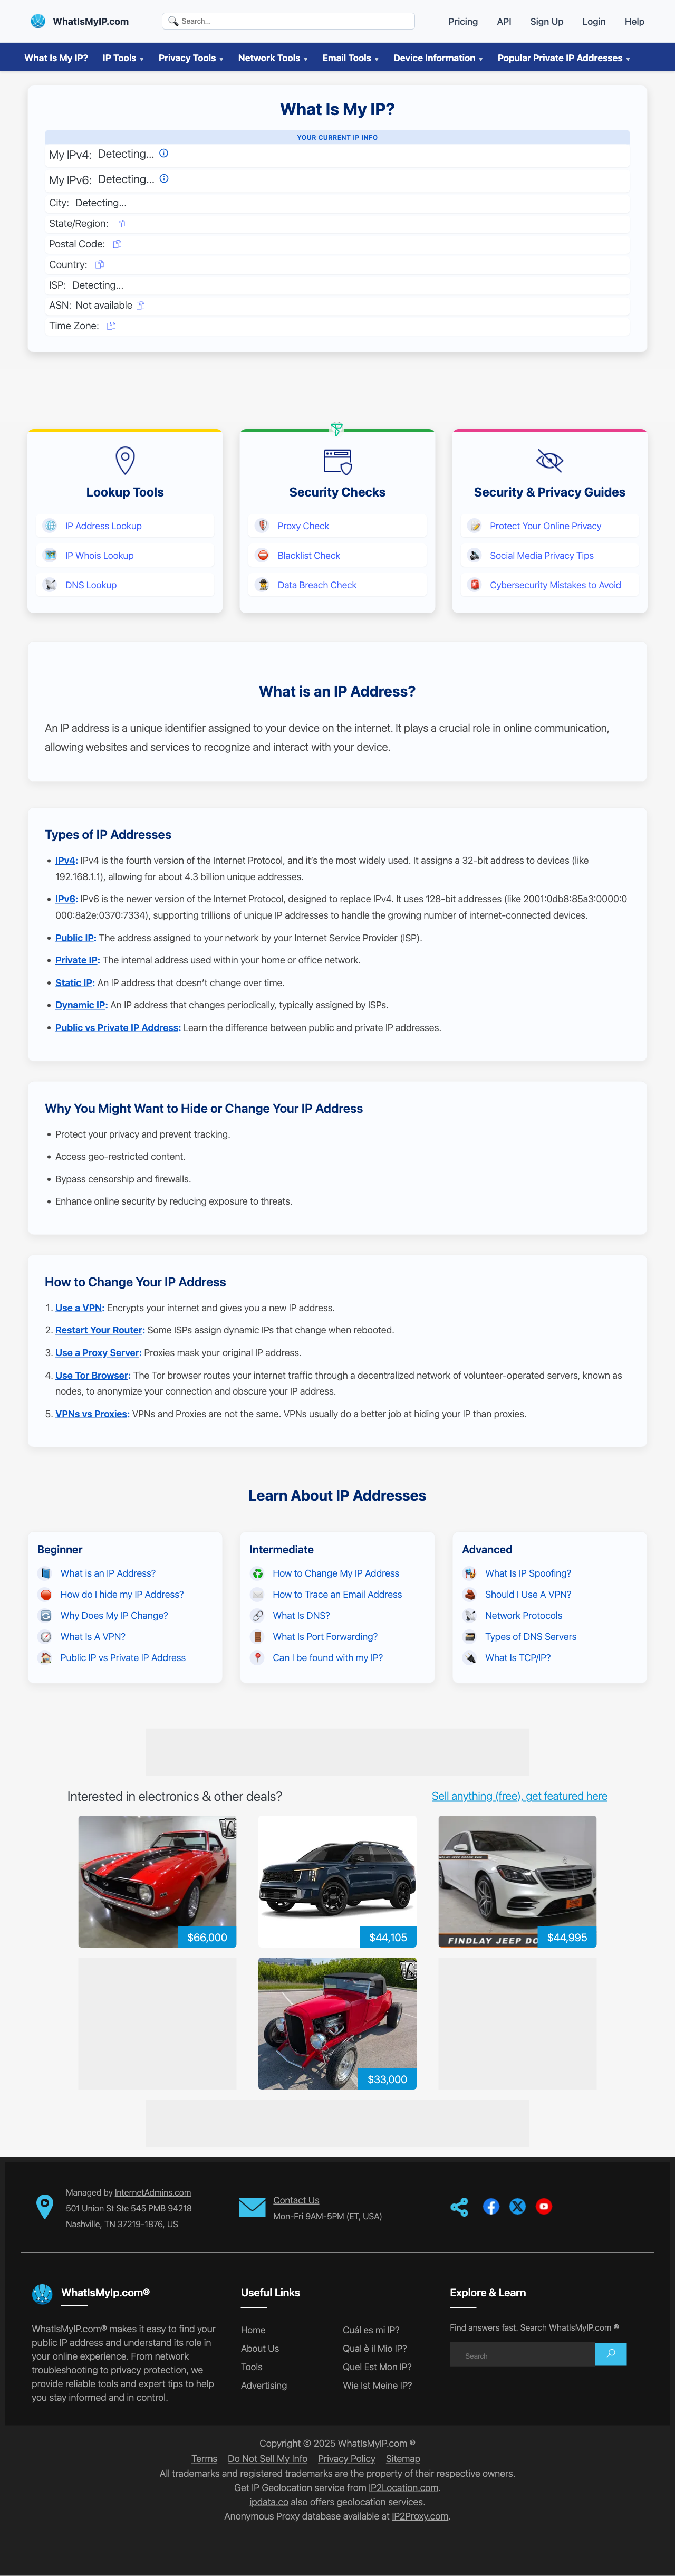 WhatIsMyIP.com
Search...
Pricing API Sign Up Login Help
What Is My IP? IP Tools ▼ Privacy Tools ▼ Network Tools ▼ Email Tools ▼ Device Information ▼ Popular Private IP Addresses ▼
What Is My IP?
YOUR CURRENT IP INFO
My IPv4: Detecting...
My IPv6: Detecting...
City: Detecting...
State/Region:
Postal Code:
Country:
ISP: Detecting...
ASN: Not available
Time Zone:
Lookup Tools
IP Address Lookup
IP Whois Lookup
DNS Lookup
Security Checks
Proxy Check
Blacklist Check
Data Breach Check
Security & Privacy Guides
Protect Your Online Privacy
Social Media Privacy Tips
Cybersecurity Mistakes to Avoid
What is an IP Address?
An IP address is a unique identifier assigned to your device on the internet. It plays a crucial role in online communication,
allowing websites and services to recognize and interact with your device.
Types of IP Addresses
• IPv4: IPv4 is the fourth version of the Internet Protocol, and it's the most widely used. It assigns a 32-bit address to devices (like
192.168.1.1), allowing for about 4.3 billion unique addresses.
• IPv6: IPv6 is the newer version of the Internet Protocol, designed to replace IPv4. It uses 128-bit addresses (like 2001:0db8:85a3:0000:0
000:8a2e:0370:7334), supporting trillions of unique IP addresses to handle the growing number of internet-connected devices.
• Public IP: The address assigned to your network by your Internet Service Provider (ISP).
• Private IP: The internal address used within your home or office network.
• Static IP: An IP address that doesn't change over time.
• Dynamic IP: An IP address that changes periodically, typically assigned by ISPs.
• Public vs Private IP Address: Learn the difference between public and private IP addresses.
Why You Might Want to Hide or Change Your IP Address
• Protect your privacy and prevent tracking.
• Access geo-restricted content.
• Bypass censorship and firewalls.
• Enhance online security by reducing exposure to threats.
How to Change Your IP Address
1. Use a VPN: Encrypts your internet and gives you a new IP address.
2. Restart Your Router: Some ISPs assign dynamic IPs that change when rebooted.
3. Use a Proxy Server: Proxies mask your original IP address.
4. Use Tor Browser: The Tor browser routes your internet traffic through a decentralized network of volunteer-operated servers, known as
nodes, to anonymize your connection and obscure your IP address.
5. VPNs vs Proxies: VPNs and Proxies are not the same. VPNs usually do a better job at hiding your IP than proxies.
Learn About IP Addresses
Beginner
What is an IP Address?
How do I hide my IP Address?
Why Does My IP Change?
What Is A VPN?
Public IP vs Private IP Address
Intermediate
How to Change My IP Address
How to Trace an Email Address
What Is DNS?
What Is Port Forwarding?
Can I be found with my IP?
Advanced
What Is IP Spoofing?
Should I Use A VPN?
Network Protocols
Types of DNS Servers
What Is TCP/IP?
Interested in electronics & other deals?
Sell anything (free), get featured here
$66,000
$44,105
FINDLAY JEEP DO
$44,995
$33,000
Managed by InternetAdmins.com
501 Union St Ste 545 PMB 94218
Nashville, TN 37219-1876, US
Contact Us
Mon-Fri 9AM-5PM (ET, USA)
WhatIsMyIp.com®
WhatIsMyIP.com® makes it easy to find your
public IP address and understand its role in
your online experience. From network
troubleshooting to privacy protection, we
provide reliable tools and expert tips to help
you stay informed and in control.
Useful Links
Home
About Us
Tools
Advertising
Cuál es mi IP?
Qual è il Mio IP?
Quel Est Mon IP?
Wie Ist Meine IP?
Explore & Learn
Find answers fast. Search WhatIsMyIP.com ®
Search
Copyright © 2025 WhatIsMyIP.com ®
Terms Do Not Sell My Info Privacy Policy Sitemap
All trademarks and registered trademarks are the property of their respective owners.
Get IP Geolocation service from IP2Location.com.
ipdata.co also offers geolocation services.
Anonymous Proxy database available at IP2Proxy.com.